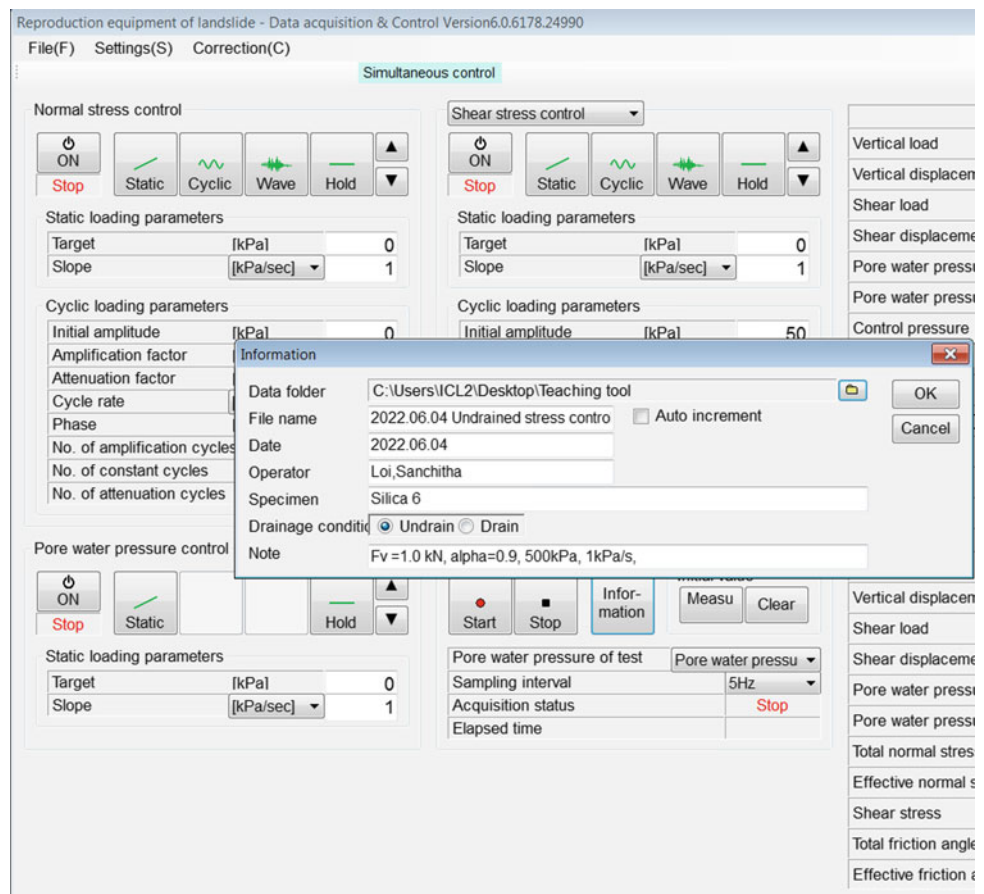 Reproduction equipment of landslide - Data acquisition & Control Version6.0.6178.24990
File(F) Settings(S) Correction(C)
Simultaneous control
Normal stress control
ON
Stop
Static
Cyclic
Wave
Hold
Static loading parameters
Target [kPa] 0
Slope [kPa/sec] 1
Cyclic loading parameters
Initial amplitude [kPa] 0
Amplification factor
Attenuation factor
Cycle rate
Phase
No. of amplification cycles
No. of constant cycles
No. of attenuation cycles
Shear stress control
ON
Stop
Static
Cyclic
Wave
Hold
Static loading parameters
Target [kPa] 0
Slope [kPa/sec] 1
Cyclic loading parameters
Initial amplitude [kPa] 50
Vertical load
Vertical displacem
Shear load
Shear displaceme
Pore water pressu
Pore water pressu
Control pressure
Information
Data folder C:\Users\ICL2\Desktop\Teaching tool
File name 2022.06.04 Undrained stress contro Auto increment
Date 2022.06.04
Operator Loi,Sanchitha
Specimen Silica 6
Drainage conditio Undrain Drain
Note Fv =1.0 kN, alpha=0.9, 500kPa, 1kPa/s,
OK
Cancel
Pore water pressure control
ON
Stop
Static
Hold
Static loading parameters
Target [kPa] 0
Slope [kPa/sec] 1
Start
Stop
Infor-
mation
Initial value
Measu
Clear
Pore water pressure of test Pore water pressu
Sampling interval 5Hz
Acquisition status Stop
Elapsed time
Vertical displacem
Shear load
Shear displaceme
Pore water pressu
Pore water pressu
Total normal stres
Effective normal s
Shear stress
Total friction angle
Effective friction a